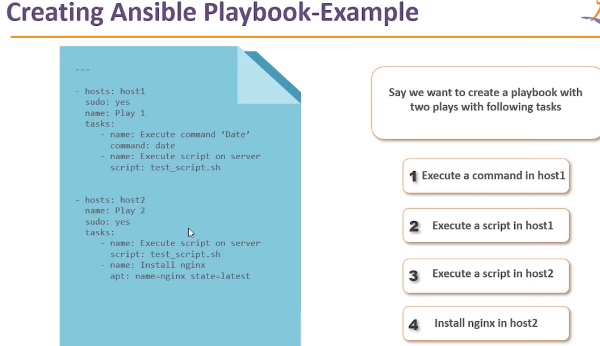 Creating Ansible Playbook-Example
---
- hosts: host1
sudo: yes
name: Play 1
tasks:
- name: Execute command ‘Date’
command: date
- name: Execute script on server
script: test_script.sh
- hosts: host2
name: Play 2
sudo: yes
tasks:
- name: Execute script on server
script: test_script.sh
- name: Install nginx
apt: name=nginx state=latest
Say we want to create a playbook with
two plays with following tasks
1 Execute a command in host1
2 Execute a script in host1
3 Execute a script in host2
4 Install nginx in host2